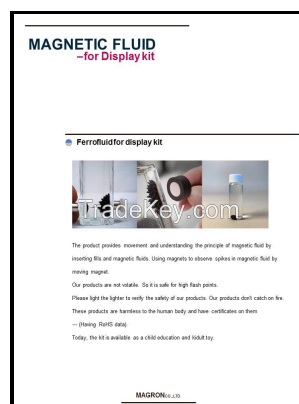 MAGNETIC FLUID
–for Display kit
Ferrofluid for display kit
TradeKey.com
The product provides movement and understanding the principle of magnetic fluid by
inserting fills and magnetic fluids. Using magnets to observe spikes in magnetic fluid by
moving magnet.
Our products are not volatile. So it is safe for high flash points.
Please light the lighter to verify the safety of our products. Our products don't catch on fire.
These products are harmless to the human body and have certificates on them
— (Having RoHS data).
Today, the kit is available as a child education and kidult toy.
MAGRON CO.,LTD